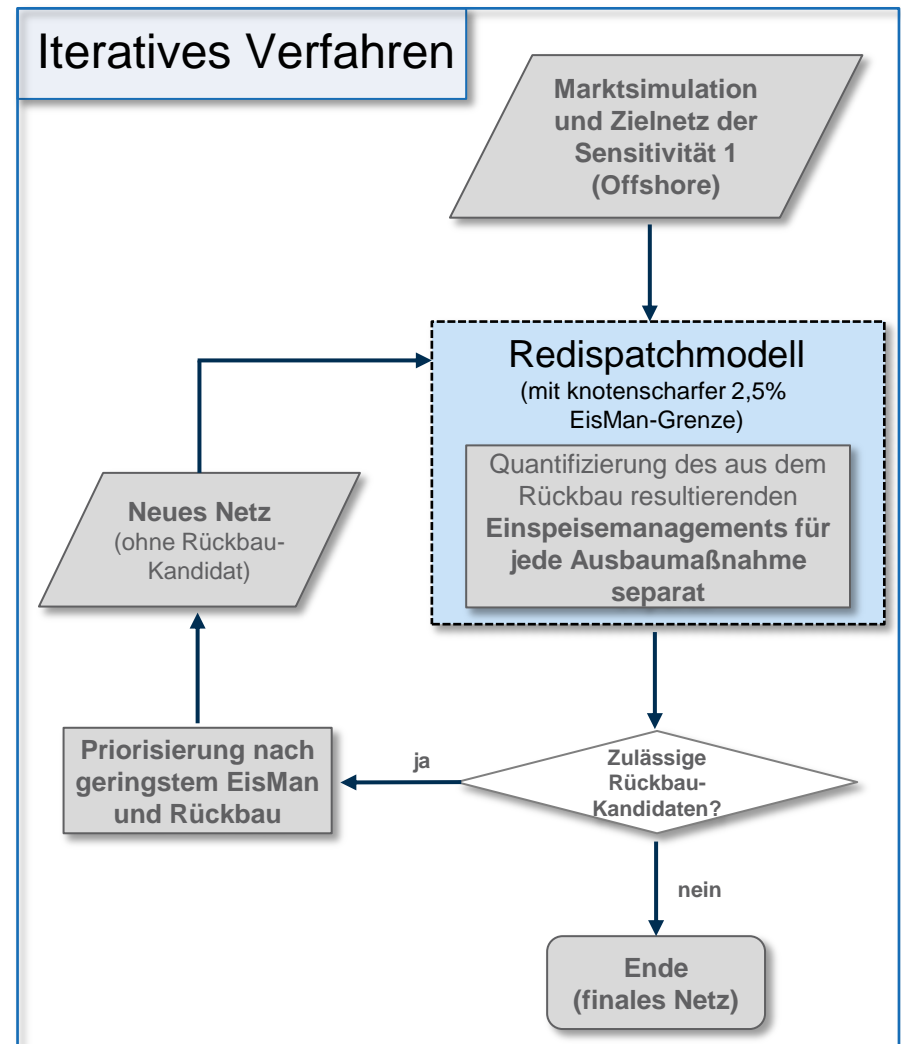 Iteratives Verfahren
Marktsimulation
und Zielnetz der
Sensitivität 1
(Offshore)
Redispatchmodell
(mit knotenscharfer 2,5%
EisMan-Grenze)
Quantifizierung des aus dem
Rückbau resultierenden
Einspeisemanagements für
jede Ausbaumaßnahme
separat
Neues Netz
(ohne Rückbau-
Kandidat)
Priorisierung nach
geringstem EisMan
und Rückbau
ja
Zulässige
Rückbau-
Kandidaten?
nein
Ende
(finales Netz)